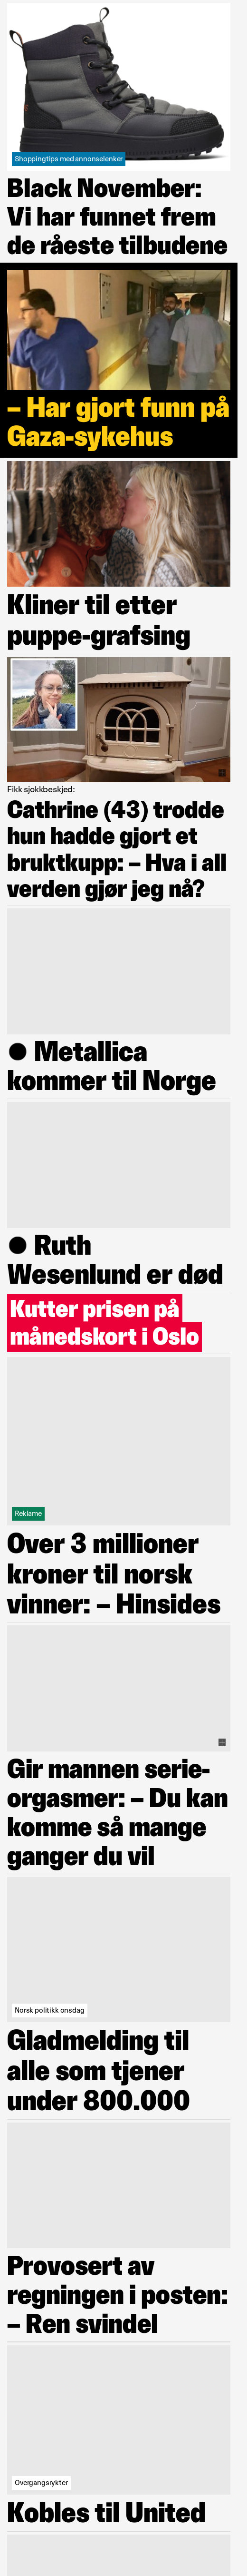 Shoppingtips med annonselenker
Black November:
Vi har funnet frem
de råeste tilbudene
– Har gjort funn på
Gaza-sykehus
Kliner til etter
puppe-grafsing
Fikk sjokkbeskjed:
Cathrine (43) trodde
hun hadde gjort et
bruktkupp: – Hva i all
verden gjør jeg nå?
● Metallica
kommer til Norge
● Ruth
Wesenlund er død
Kutter prisen på
månedskort i Oslo
Reklame
Over 3 millioner
kroner til norsk
vinner: – Hinsides
Gir mannen serie-
orgasmer: – Du kan
komme så mange
ganger du vil
Norsk politikk onsdag
Gladmelding til
alle som tjener
under 800.000
Provosert av
regningen i posten:
– Ren svindel
Overgangsrykter
Kobles til United